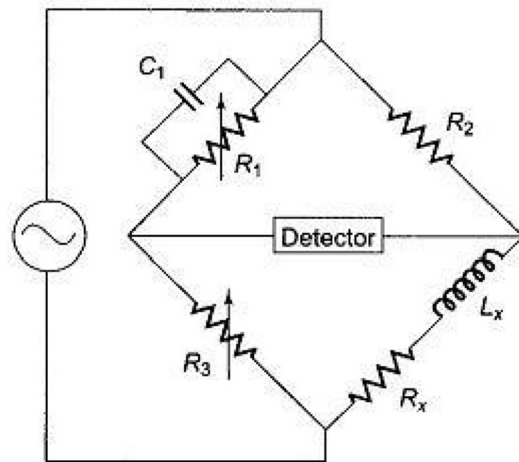 C₁
R₂
R₁
Detector
Lₓ
R₃
Rₓ